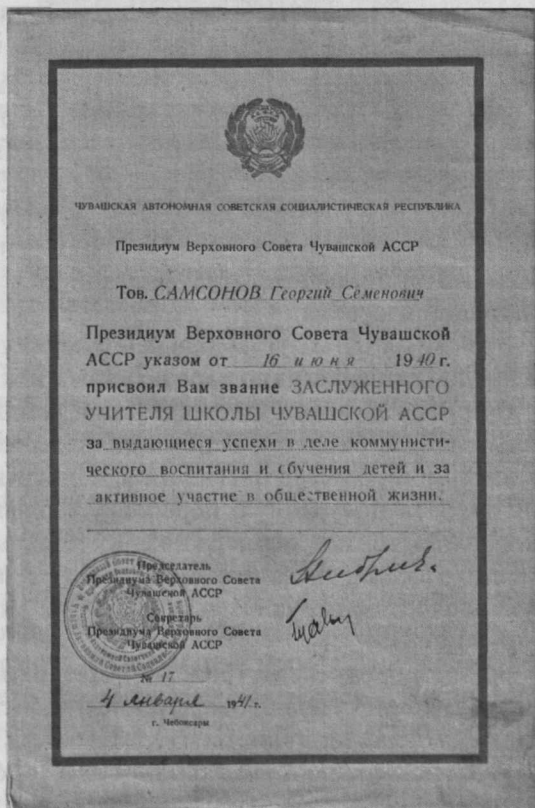 ЧУВАШСКАЯ АВТОНОМНАЯ СОВЕТСКАЯ СОЦИАЛИСТИЧЕСКАЯ РЕСПУБЛИКА
Президиум Верховного Совета Чувашской АССР
Тов. САМСОНОВ Георгий Семенович
Президиум Верховного Совета Чувашской
АССР указом от 16 июня 1940 г.
присвоил Вам звание ЗАСЛУЖЕННОГО
УЧИТЕЛЯ ШКОЛЫ ЧУВАШСКОЙ АССР
за выдающиеся успехи в деле коммунисти-
ческого воспитания и обучения детей и за
активное участие в общественной жизни.
Председатель
Президиума Верховного Совета
Чувашской АССР
Секретарь
Президиума Верховного Совета
Чувашской АССР
№ 17
4 января 1941 г.
г. Чебоксары